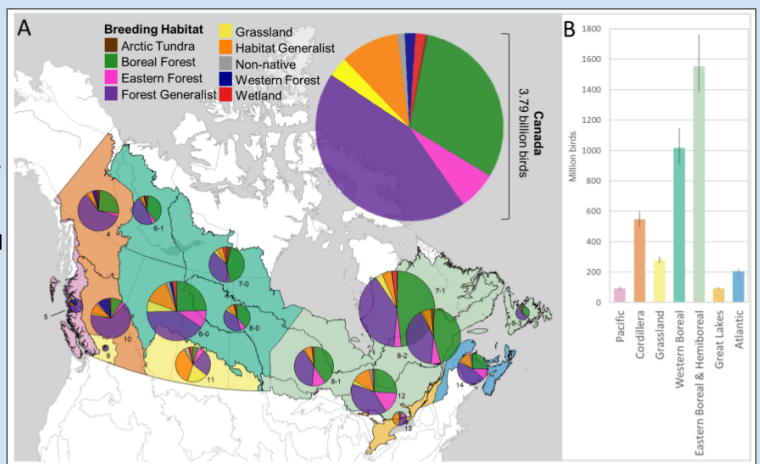 A
Breeding Habitat
Arctic Tundra
Boreal Forest
Eastern Forest
Forest Generalist
Grassland
Habitat Generalist
Non-native
Western Forest
Wetland
Canada
3.79 billion birds
4
6-1
7-0
7-1
5
10
6-0
8-0
8-2
8-3
9
11
8-1
12
14
13
B
Million birds
1800
1600
1400
1200
1000
800
600
400
200
0
Pacific
Cordillera
Grassland
Western Boreal
Eastern Boreal & Hemiboreal
Great Lakes
Atlantic